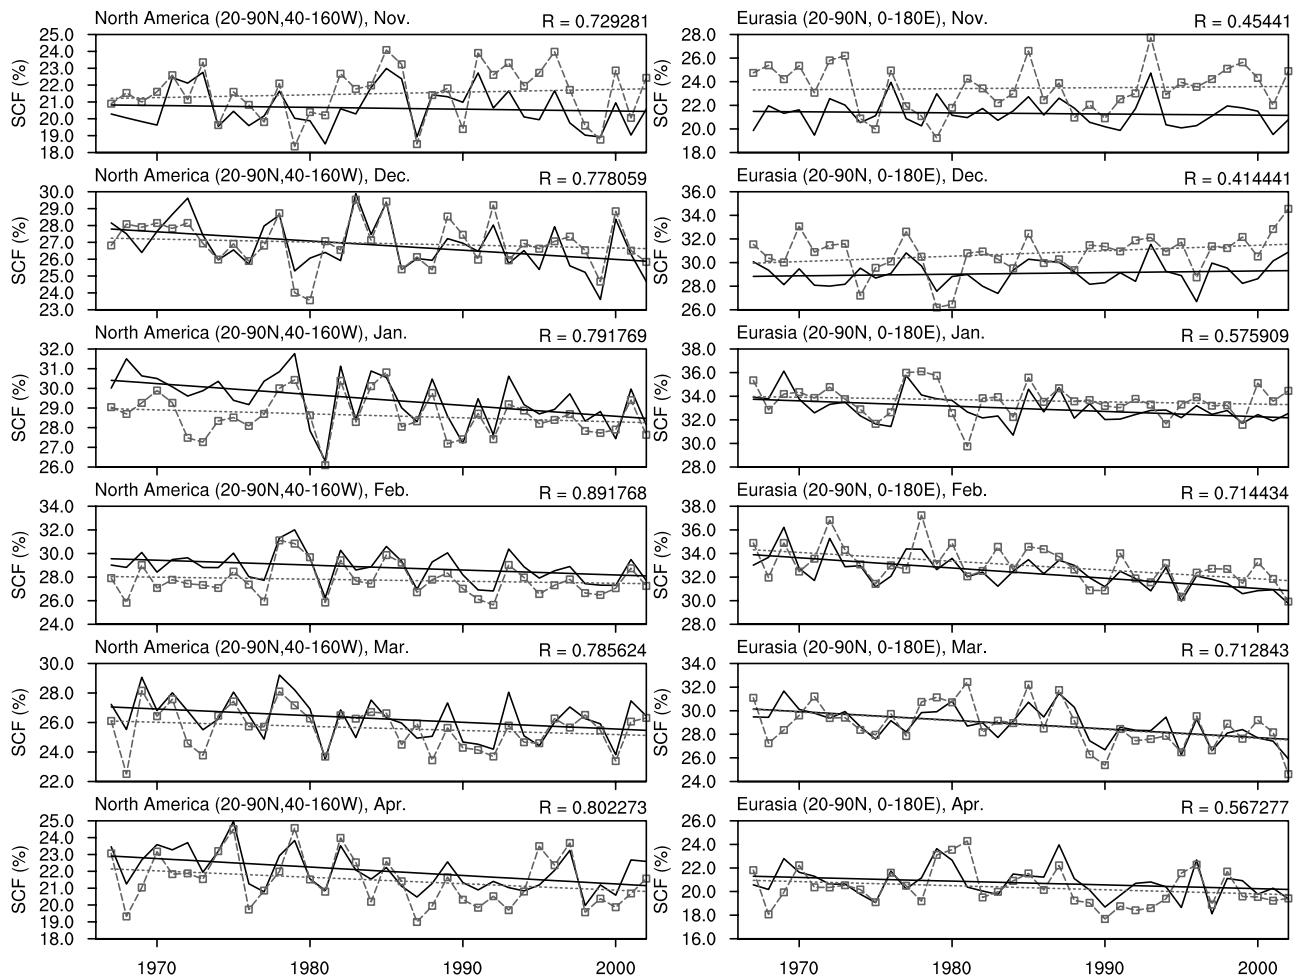 North America (20-90N,40-160W), Nov.
R = 0.729281
SCF (%)
25.0
24.0
23.0
22.0
21.0
20.0
19.0
18.0
Eurasia (20-90N, 0-180E), Nov.
R = 0.45441
SCF (%)
28.0
26.0
24.0
22.0
20.0
18.0
North America (20-90N,40-160W), Dec.
R = 0.778059
SCF (%)
30.0
29.0
28.0
27.0
26.0
25.0
24.0
23.0
Eurasia (20-90N, 0-180E), Dec.
R = 0.414441
SCF (%)
36.0
34.0
32.0
30.0
28.0
26.0
North America (20-90N,40-160W), Jan.
R = 0.791769
SCF (%)
32.0
31.0
30.0
29.0
28.0
27.0
26.0
Eurasia (20-90N, 0-180E), Jan.
R = 0.575909
SCF (%)
38.0
36.0
34.0
32.0
30.0
28.0
North America (20-90N,40-160W), Feb.
R = 0.891768
SCF (%)
34.0
32.0
30.0
28.0
26.0
24.0
Eurasia (20-90N, 0-180E), Feb.
R = 0.714434
SCF (%)
38.0
36.0
34.0
32.0
30.0
28.0
North America (20-90N,40-160W), Mar.
R = 0.785624
SCF (%)
30.0
28.0
26.0
24.0
22.0
Eurasia (20-90N, 0-180E), Mar.
R = 0.712843
SCF (%)
34.0
32.0
30.0
28.0
26.0
24.0
North America (20-90N,40-160W), Apr.
R = 0.802273
SCF (%)
25.0
24.0
23.0
22.0
21.0
20.0
19.0
18.0
1970 1980 1990 2000
Eurasia (20-90N, 0-180E), Apr.
R = 0.567277
SCF (%)
26.0
24.0
22.0
20.0
18.0
16.0
1970 1980 1990 2000